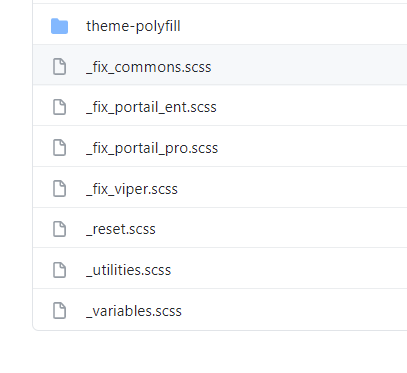 theme-polyfill
_fix_commons.scss
_fix_portail_ent.scss
_fix_portail_pro.scss
_fix_viper.scss
_reset.scss
_utilities.scss
_variables.scss